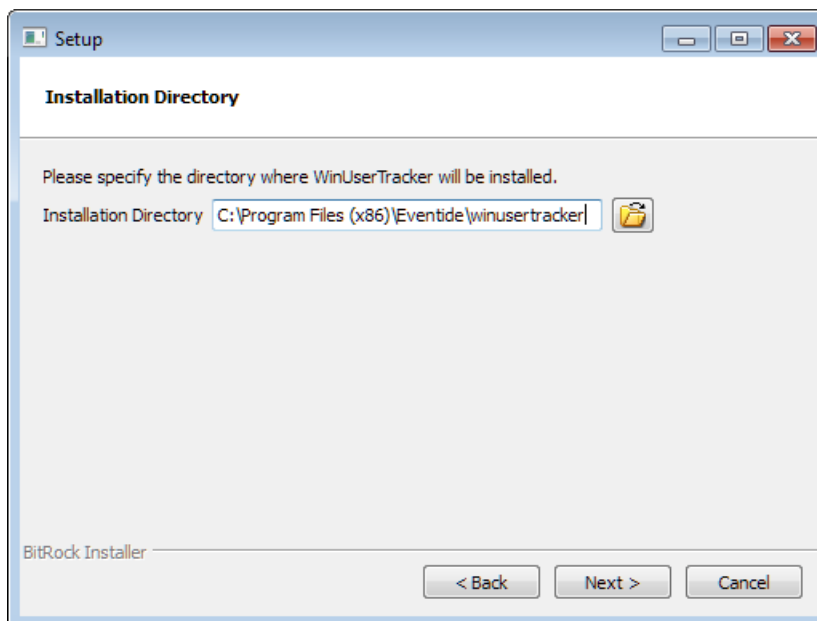 Setup
Installation Directory
Please specify the directory where WinUserTracker will be installed.
Installation Directory C:\Program Files (x86)\Eventide\winusertracker
BitRock Installer
< Back Next > Cancel